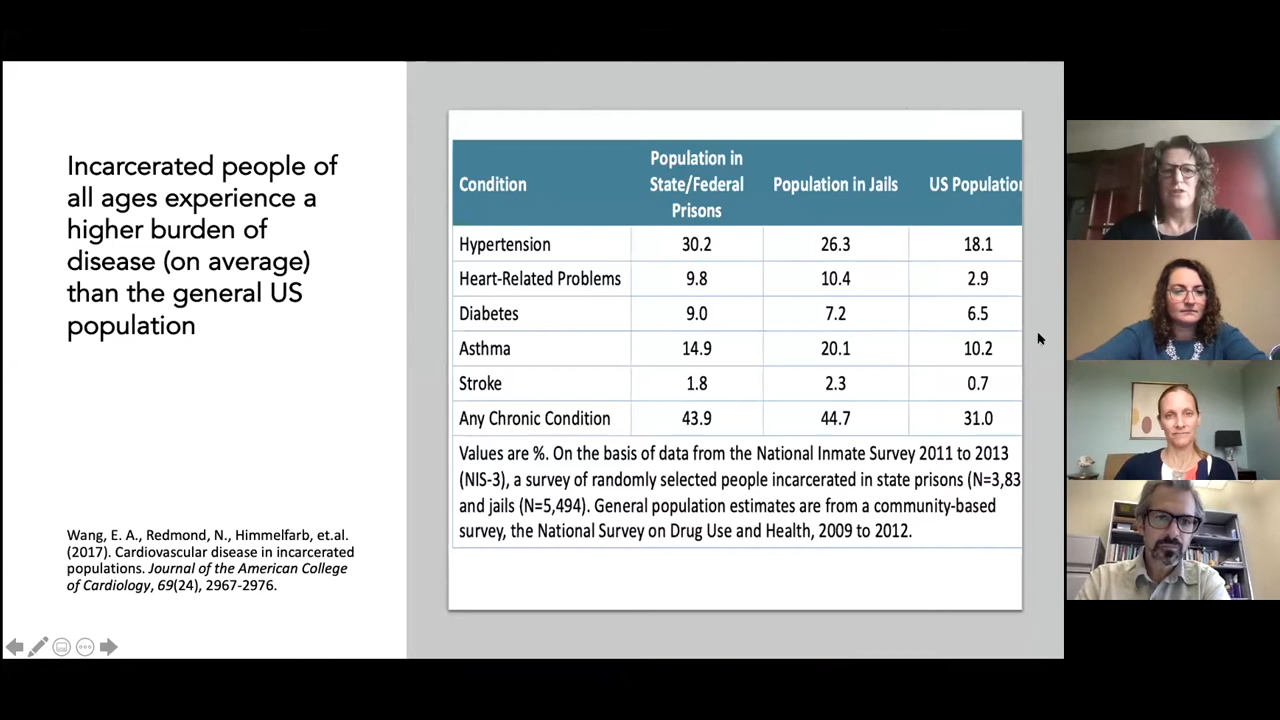 Incarcerated people of
all ages experience a
higher burden of
disease (on average)
than the general US
population
Wang, E. A., Redmond, N., Himmelfarb, et.al.
(2017). Cardiovascular disease in incarcerated
populations. Journal of the American College
of Cardiology, 69(24), 2967-2976.
Condition Population in State/Federal Prisons Population in Jails US Population
Hypertension 30.2 26.3 18.1
Heart-Related Problems 9.8 10.4 2.9
Diabetes 9.0 7.2 6.5
Asthma 14.9 20.1 10.2
Stroke 1.8 2.3 0.7
Any Chronic Condition 43.9 44.7 31.0
Values are %. On the basis of data from the National Inmate Survey 2011 to 2013
(NIS-3), a survey of randomly selected people incarcerated in state prisons (N=3,83
and jails (N=5,494). General population estimates are from a community-based
survey, the National Survey on Drug Use and Health, 2009 to 2012.